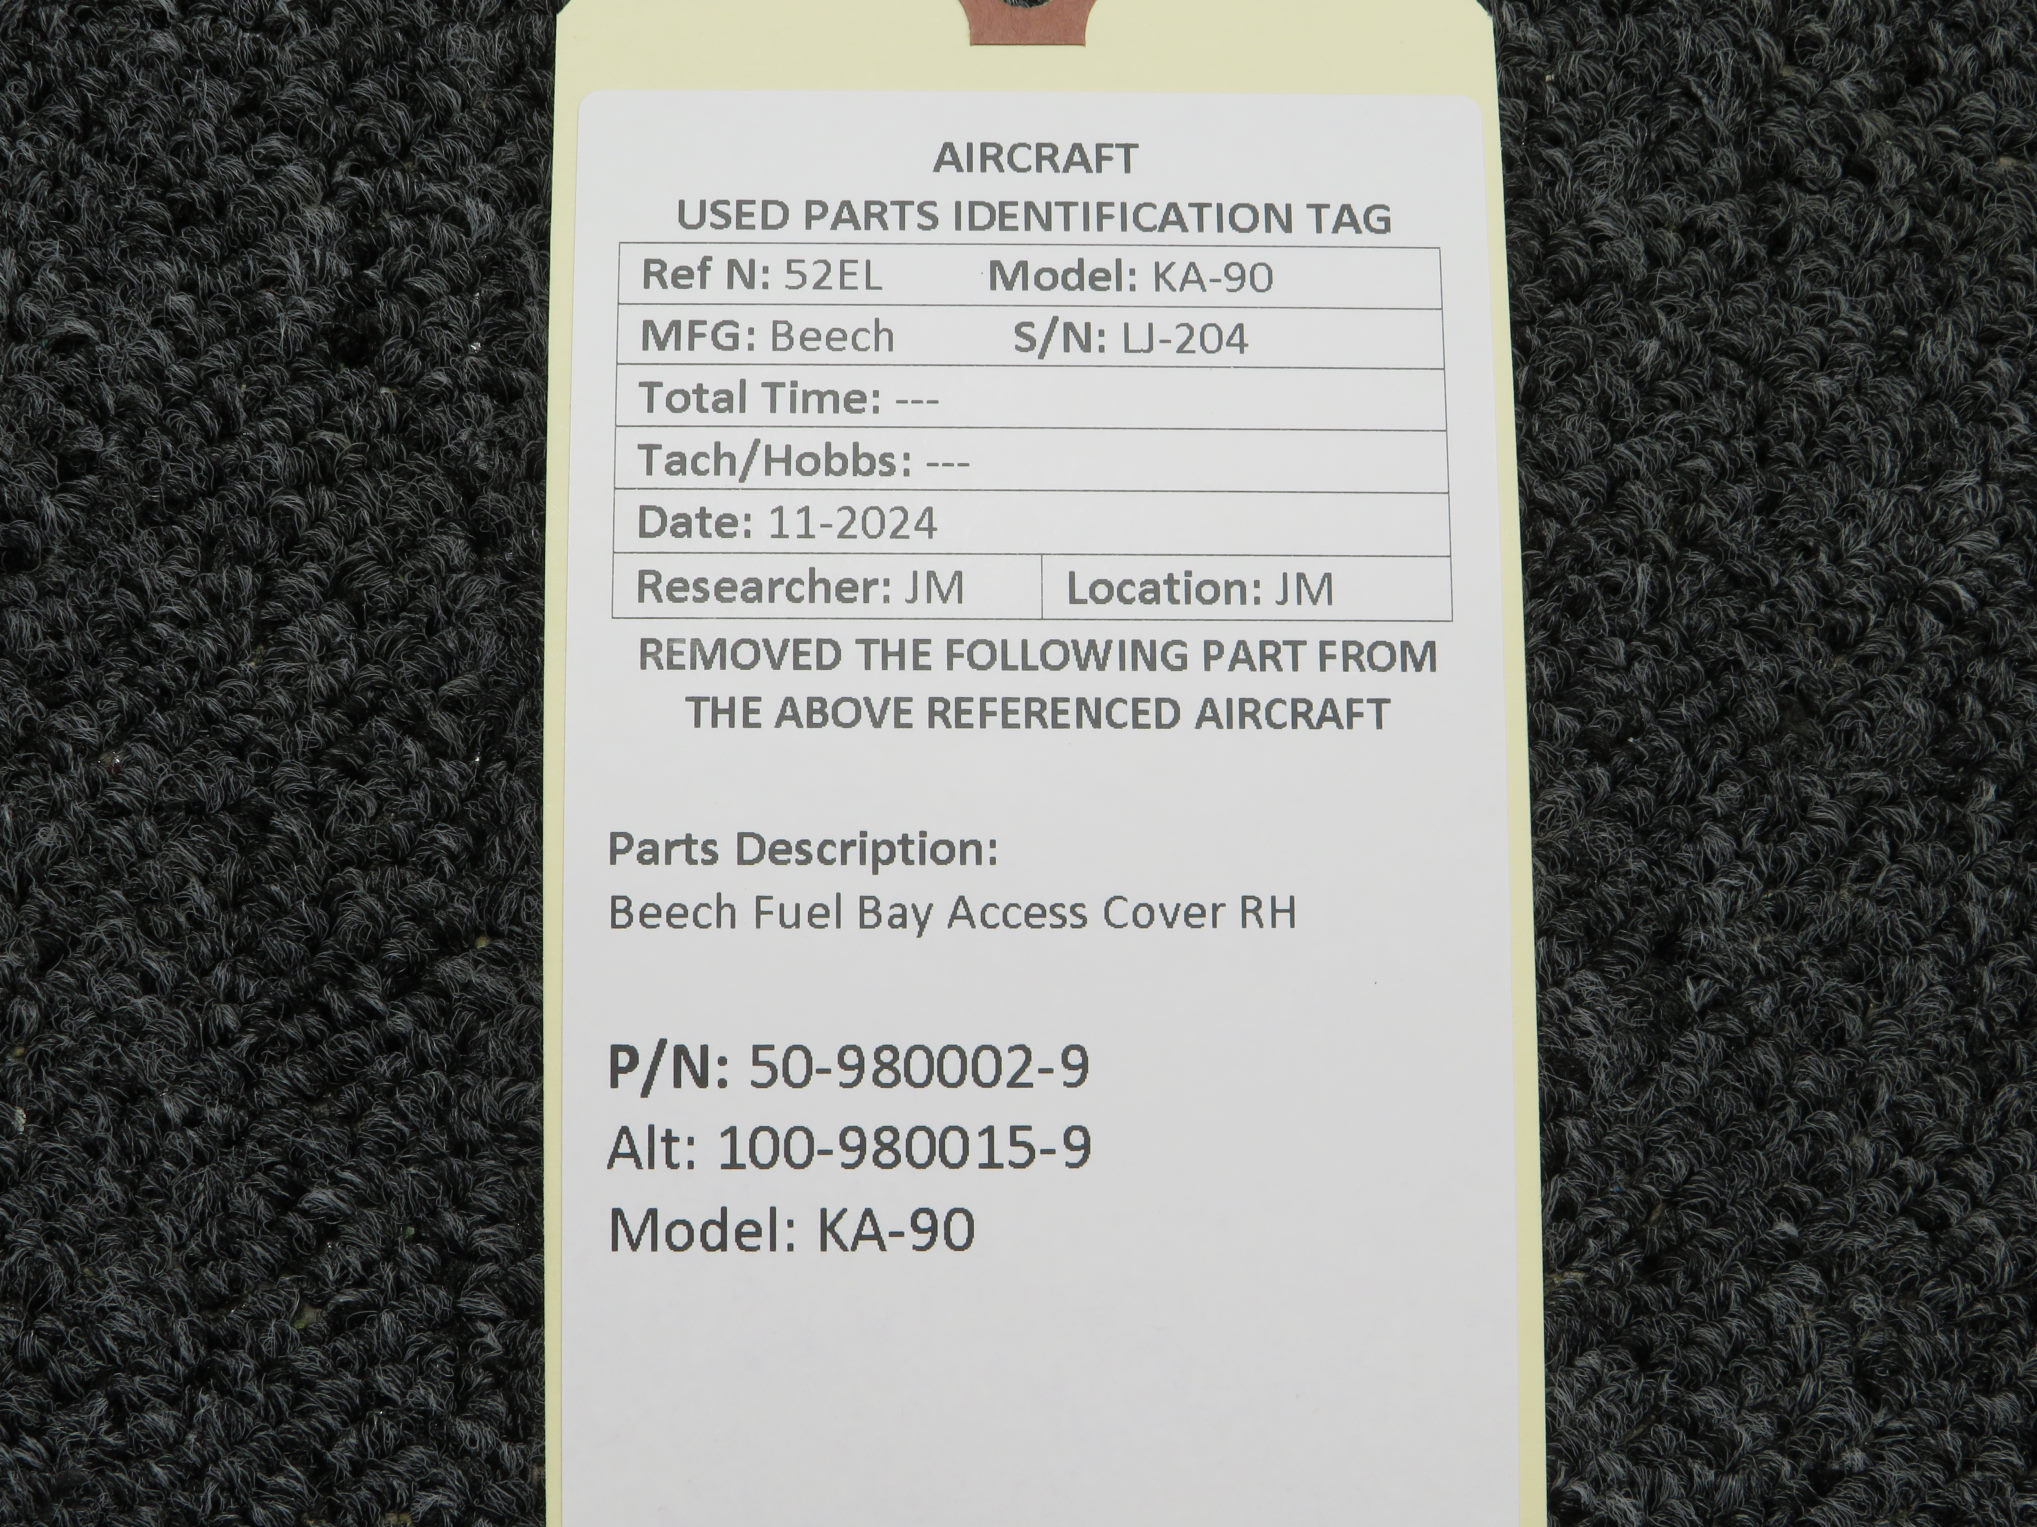 AIRCRAFT
USED PARTS IDENTIFICATION TAG
Ref N: 52EL Model: KA-90
MFG: Beech S/N: LJ-204
Total Time: ---
Tach/Hobbs: ---
Date: 11-2024
Researcher: JM Location: JM
REMOVED THE FOLLOWING PART FROM
THE ABOVE REFERENCED AIRCRAFT
Parts Description:
Beech Fuel Bay Access Cover RH
P/N: 50-980002-9
Alt: 100-980015-9
Model: KA-90